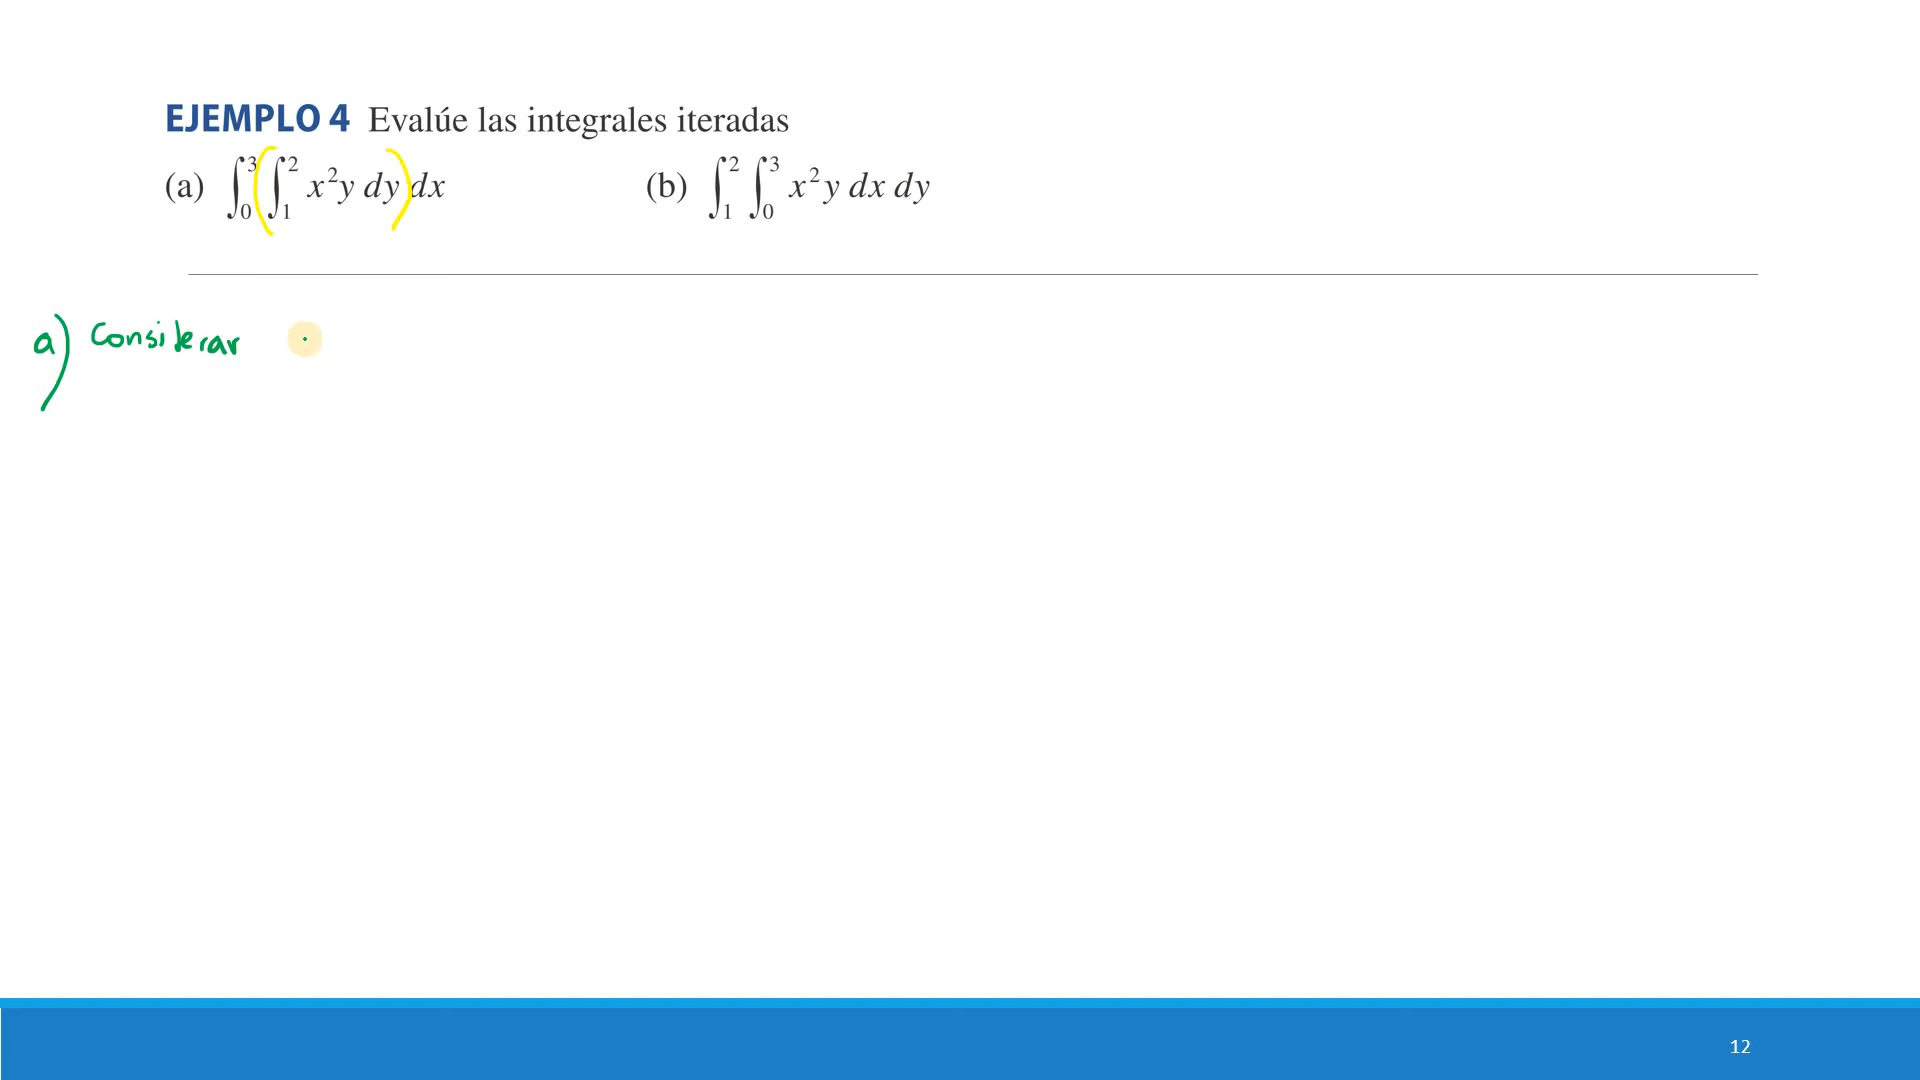 EJEMPLO 4 Evalúe las integrales iteradas
(a) ∫₀³ (∫₁² x²y dy) dx (b) ∫₁² ∫₀³ x²y dx dy
a) Considerar
12